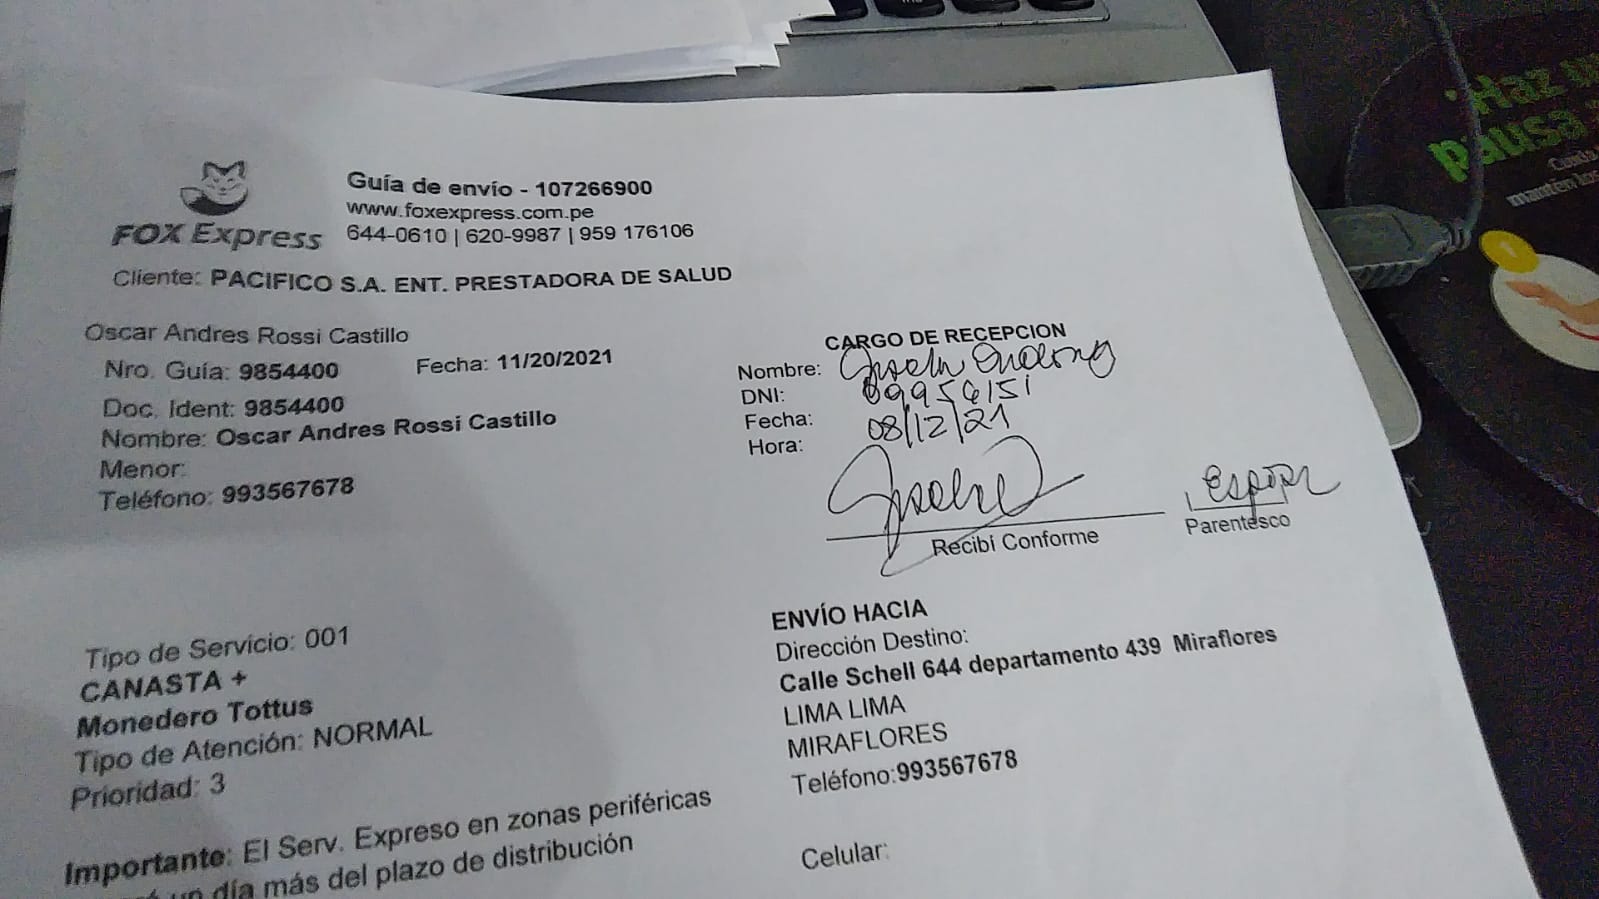 FOX Express
Guía de envío - 107266900
www.foxexpress.com.pe
644-0610 | 620-9987 | 959 176106
Cliente: PACIFICO S.A. ENT. PRESTADORA DE SALUD
Oscar Andres Rossi Castillo
Nro. Guía: 9854400 Fecha: 11/20/2021
Doc. Ident: 9854400
Nombre: Oscar Andres Rossi Castillo
Menor:
Teléfono: 993567678
CARGO DE RECEPCION
Nombre:
DNI: 09956151
Fecha: 08/12/21
Hora:
Recibí Conforme
Parentesco
Tipo de Servicio: 001
CANASTA +
Monedero Tottus
Tipo de Atención: NORMAL
Prioridad: 3
Importante: El Serv. Expreso en zonas periféricas
un día más del plazo de distribución
ENVÍO HACIA
Dirección Destino:
Calle Schell 644 departamento 439 Miraflores
LIMA LIMA
MIRAFLORES
Teléfono:993567678
Celular:
¡Haz u
pausa
manten los